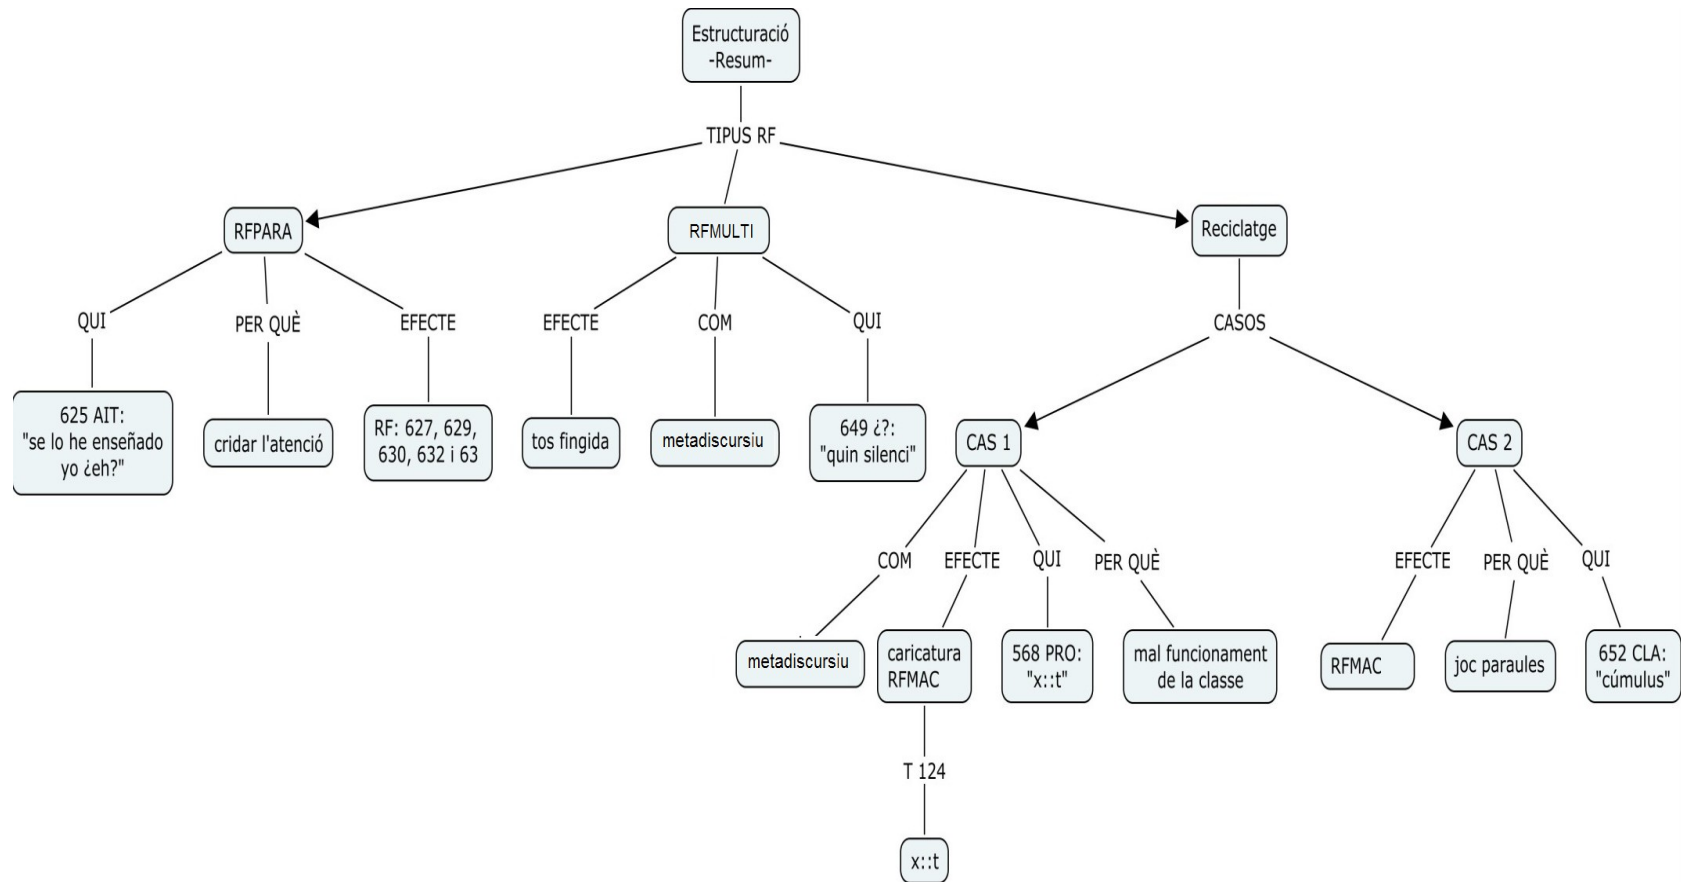 Estructuració
-Resum-
TIPUS RF
RFPARA
RFMULTI
Reciclatge
QUI
PER QUÈ
EFECTE
EFECTE
COM
QUI
CASOS
625 AIT:
"se lo he enseñado
yo ¿eh?"
cridar l'atenció
RF: 627, 629,
630, 632 i 63
tos fingida
metadiscursiu
649 ¿?:
"quin silenci"
CAS 1
CAS 2
COM
EFECTE
QUI
PER QUÈ
EFECTE
PER QUÈ
QUI
metadiscursiu
caricatura
RFMAC
568 PRO:
"x::t"
mal funcionament
de la classe
RFMAC
joc paraules
652 CLA:
"cúmulus"
T 124
x::t